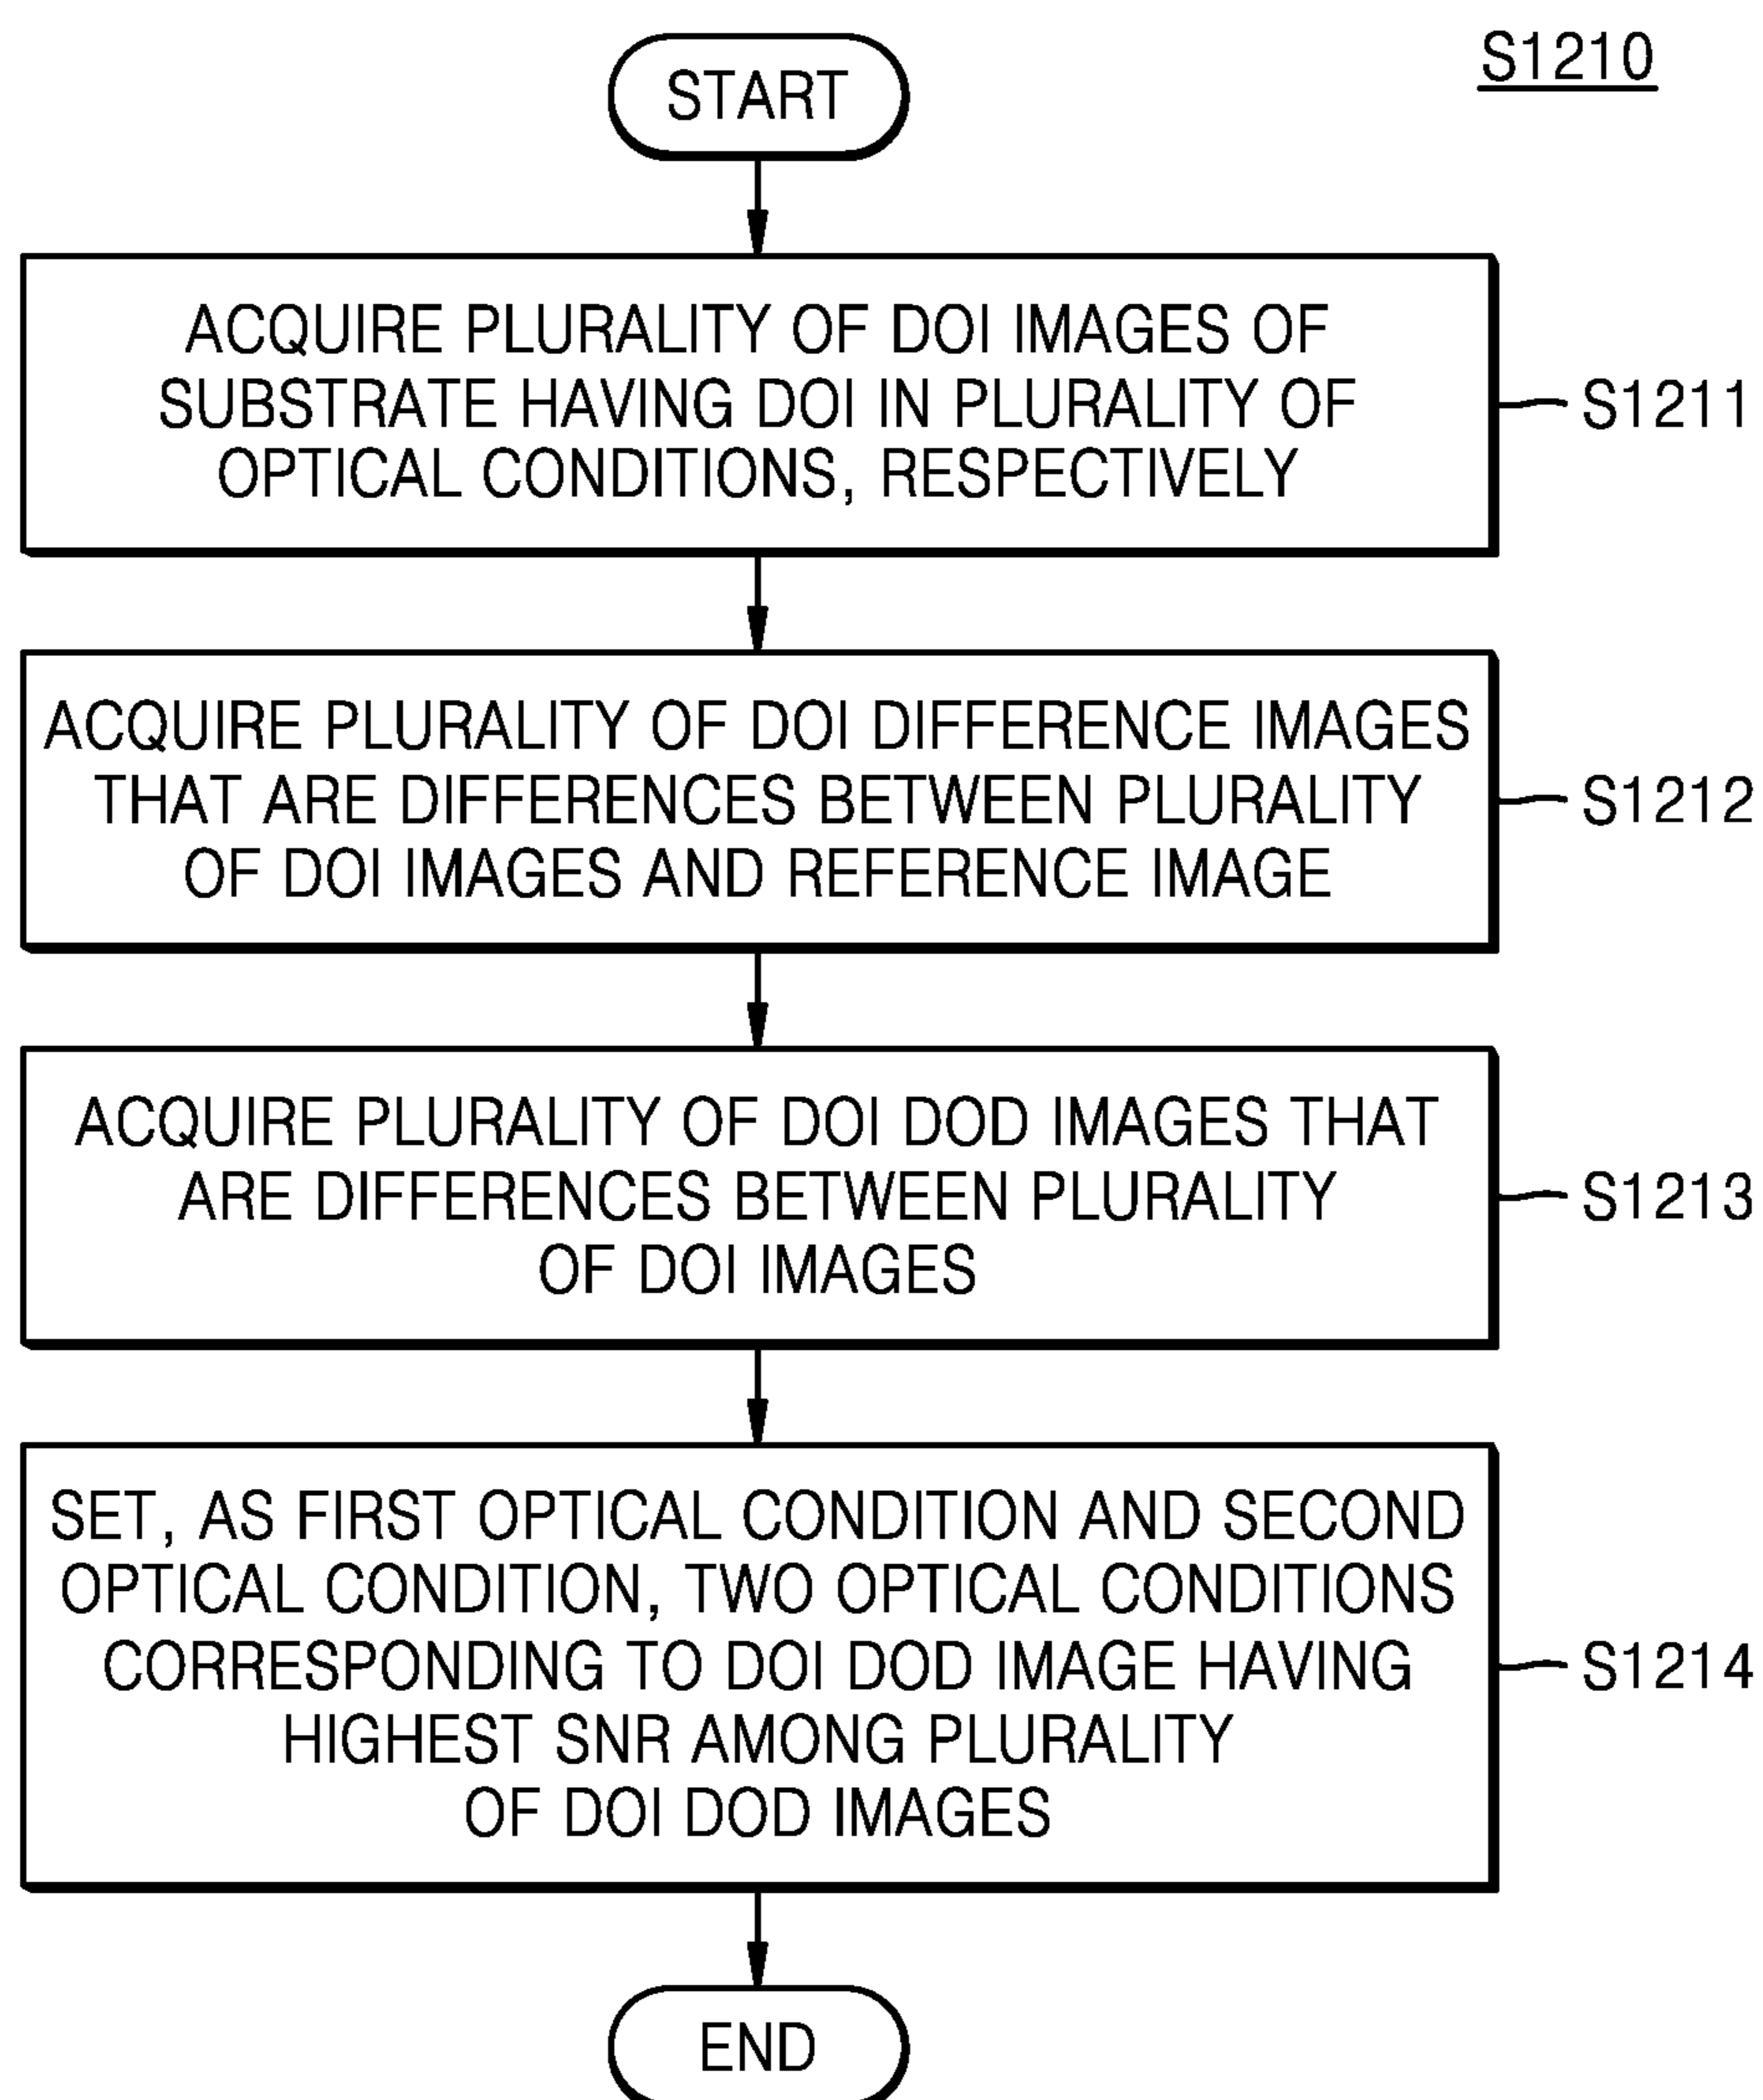 S1210
START
ACQUIRE PLURALITY OF DOI IMAGES OF
SUBSTRATE HAVING DOI IN PLURALITY OF
OPTICAL CONDITIONS, RESPECTIVELY
S1211
ACQUIRE PLURALITY OF DOI DIFFERENCE IMAGES
THAT ARE DIFFERENCES BETWEEN PLURALITY
OF DOI IMAGES AND REFERENCE IMAGE
S1212
ACQUIRE PLURALITY OF DOI DOD IMAGES THAT
ARE DIFFERENCES BETWEEN PLURALITY
OF DOI IMAGES
S1213
SET, AS FIRST OPTICAL CONDITION AND SECOND
OPTICAL CONDITION, TWO OPTICAL CONDITIONS
CORRESPONDING TO DOI DOD IMAGE HAVING
HIGHEST SNR AMONG PLURALITY
OF DOI DOD IMAGES
S1214
END